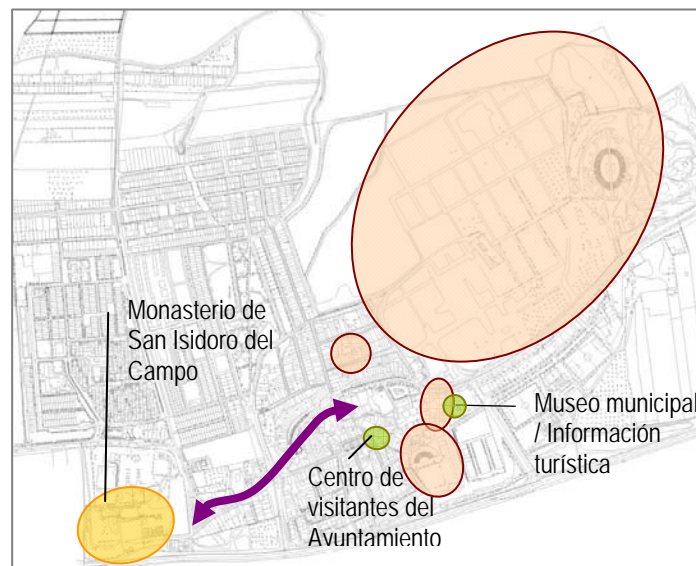 Monasterio de
San Isidoro del
Campo
Museo municipal
/ Información
turística
Centro de
visitantes del
Ayuntamiento